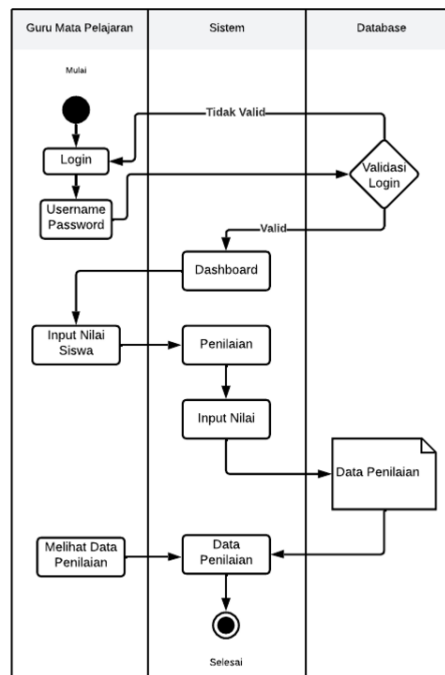 Guru Mata Pelajaran
Sistem
Database
Mulai
Tidak Valid
Login
Validasi
Login
Username
Password
Valid
Dashboard
Input Nilai
Siswa
Penilaian
Input Nilai
Data Penilaian
Melihat Data
Penilaian
Data
Penilaian
Selesai